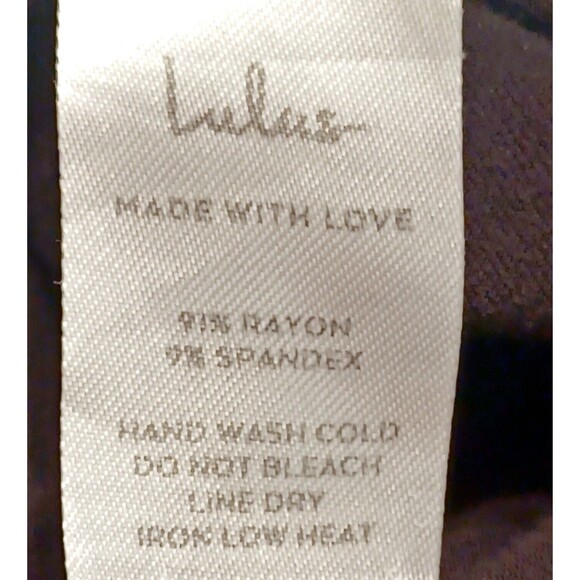 Lulus
MADE WITH LOVE
91% RAYON
9% SPANDEX
HAND WASH COLD
DO NOT BLEACH
LINE DRY
IRON LOW HEAT